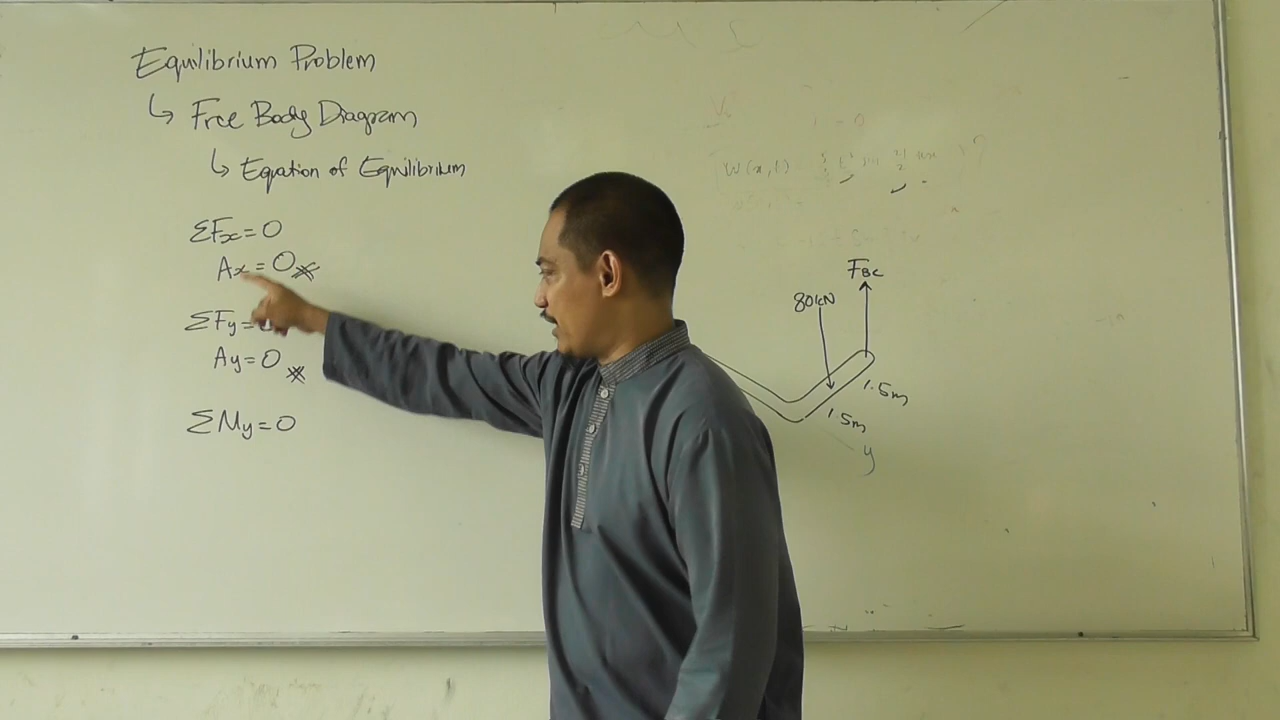 Equilibrium Problem
↳ Free Body Diagram
↳ Equation of Equilibrium
ΣFx=0
Ax=0
ΣFy=
Ay=0
ΣMy=0
FBC
80kN
1.5m
1.5m
y
W(x,t)